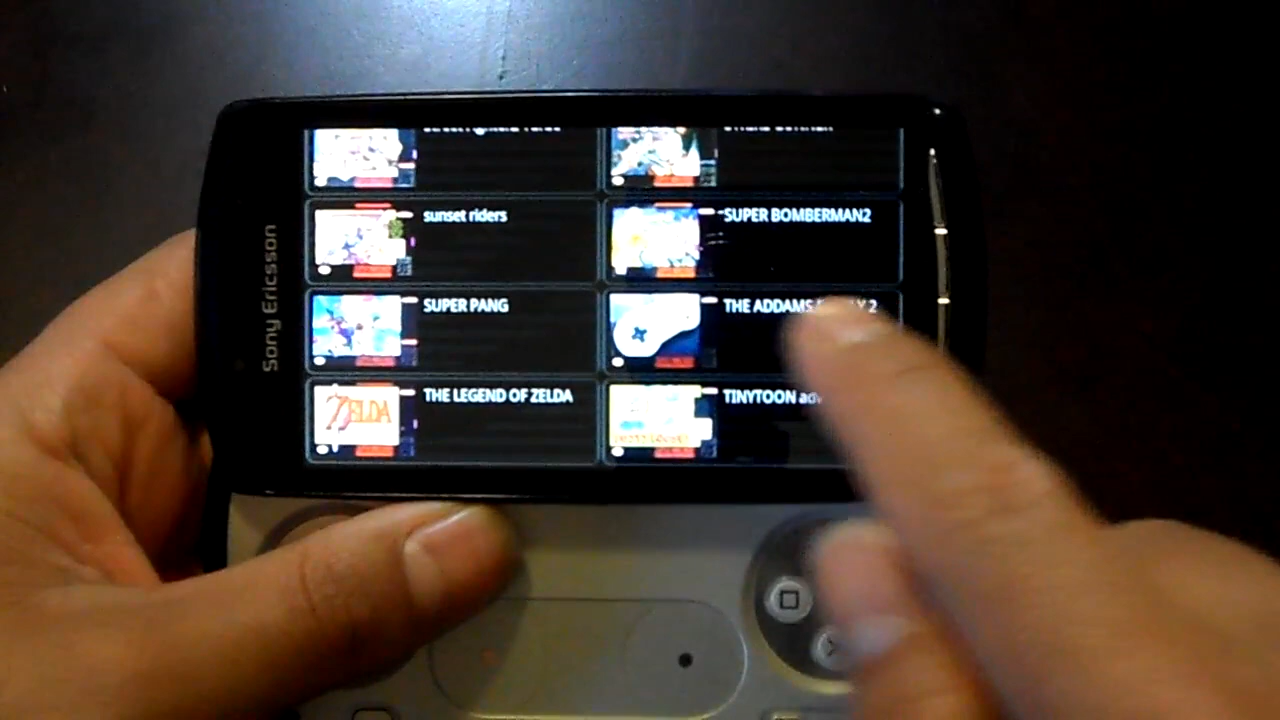 Sony Ericsson
sunset riders
SUPER BOMBERMAN2
SUPER PANG
THE ADDAMS 2
THE LEGEND OF ZELDA
TINYTOON
ZELDA